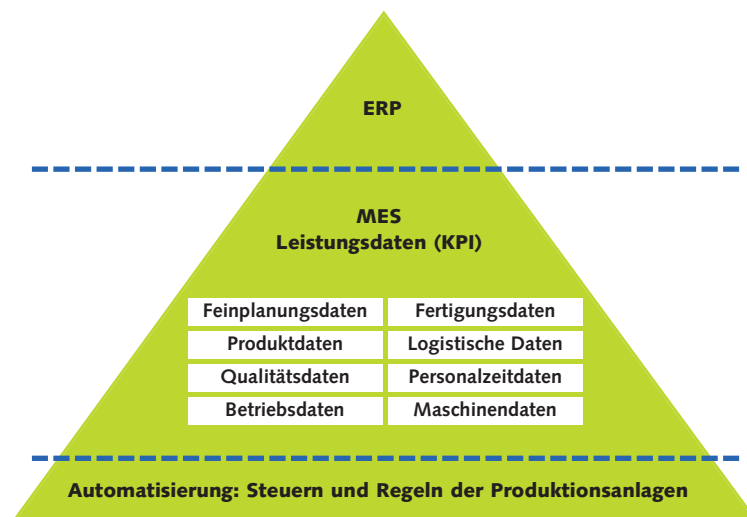 ERP
MES
Leistungsdaten (KPI)
Feinplanungsdaten Fertigungsdaten
Produktdaten Logistische Daten
Qualitätsdaten Personalzeitdaten
Betriebsdaten Maschinendaten
Automatisierung: Steuern und Regeln der Produktionsanlagen